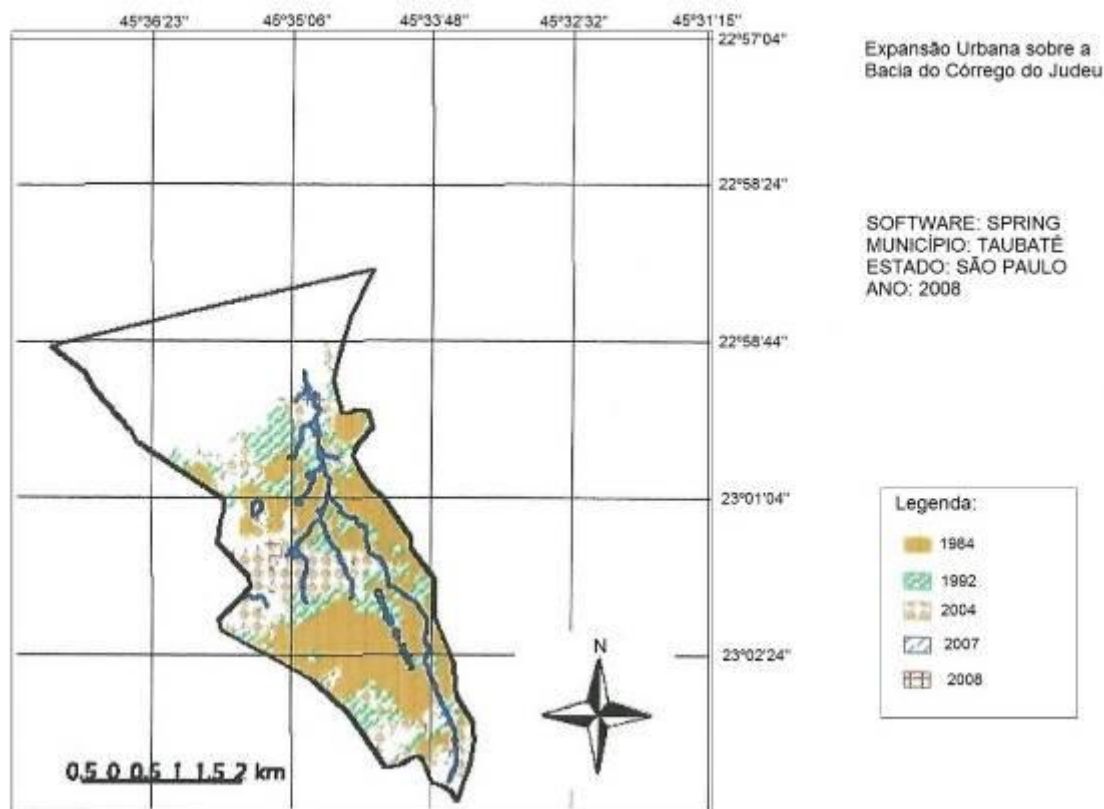 45°36'23" 45°35'06" 45°33'48" 45°32'32" 45°31'15"
22°57'04"
22°58'24"
22°58'44"
23°01'04"
23°02'24"
N
0.5 0 0.5 1 1.5 2 km
Expansão Urbana sobre a
Bacia do Córrego do Judeu
SOFTWARE: SPRING
MUNICÍPIO: TAUBATÉ
ESTADO: SÃO PAULO
ANO: 2008
Legenda:
1984
1992
2004
2007
2008